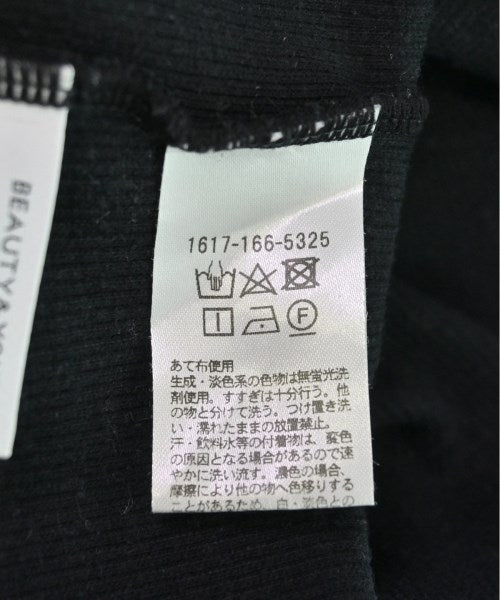 BEAUTY&YOU
1617-166-5325
F
あて布使用
生成・淡色系の色物は無蛍光洗
剤使用。すすぎは十分行う。他
の物と分けて洗う。つけ置き洗
い・濡れたままの放置禁止。
汗・飲料水等の付着物は、変色
の原因となる場合があるので速
やかに洗い流す。濃色の場合、
摩擦により他の物へ色移りする
ことがあるため、白・淡色との